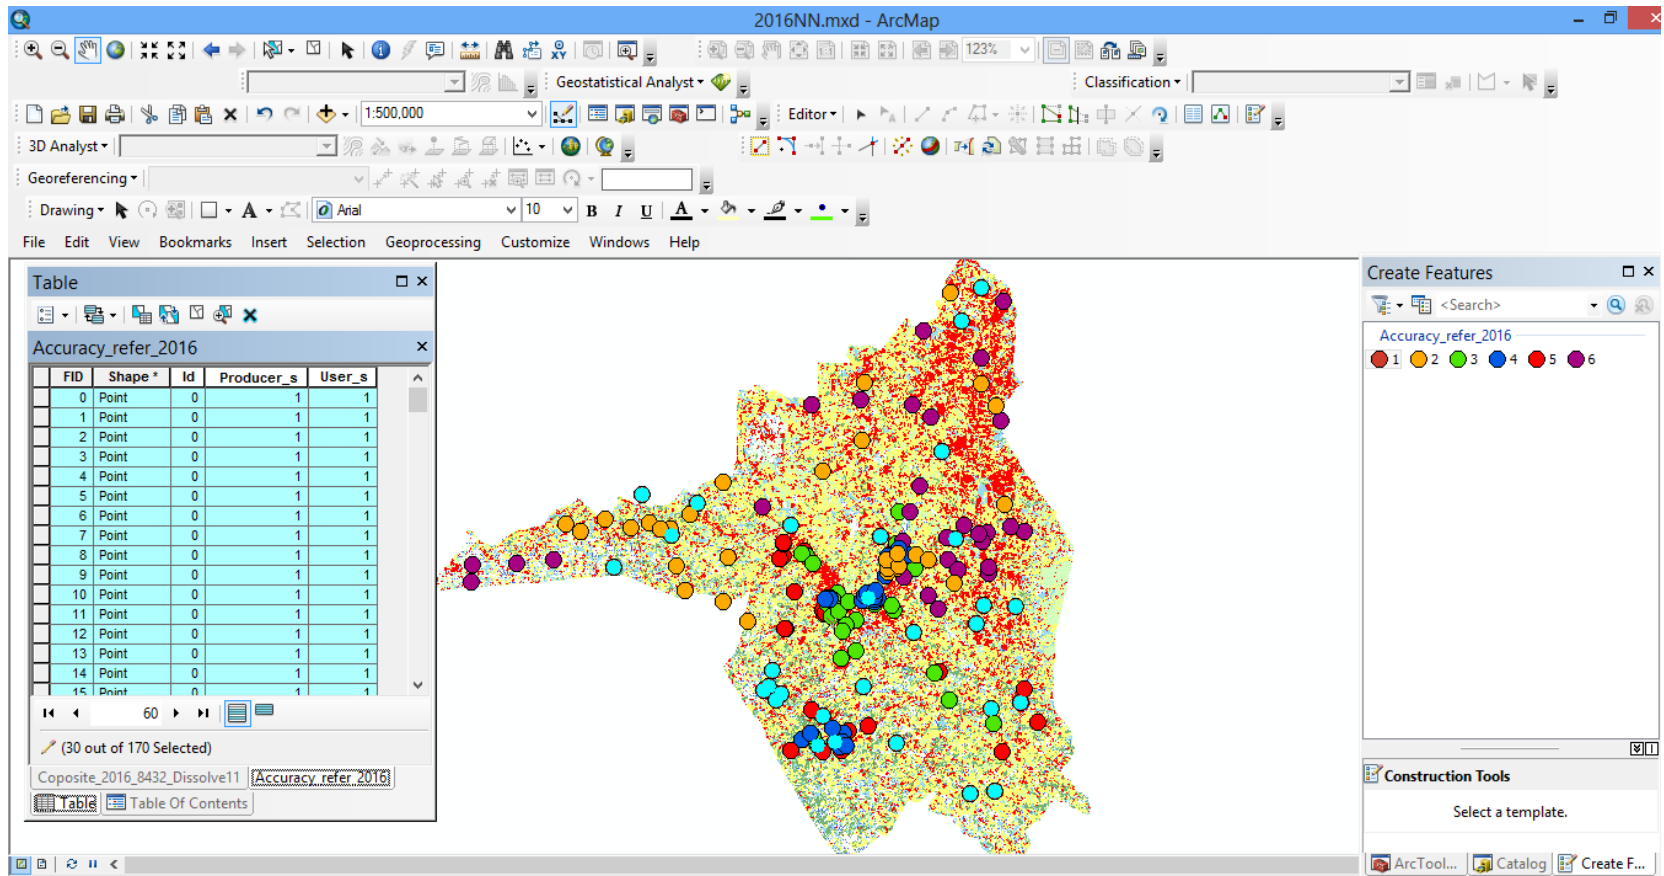 2016NN.mxd - ArcMap
123%
Geostatistical Analyst
Classification
1:500,000
Editor
3D Analyst
Georeferencing
Drawing
Arial
10
B I U A
File Edit View Bookmarks Insert Selection Geoprocessing Customize Windows Help
Table
Accuracy_refer_2016
FID Shape * Id Producer_s User_s
0 Point 0 1 1
1 Point 0 1 1
2 Point 0 1 1
3 Point 0 1 1
4 Point 0 1 1
5 Point 0 1 1
6 Point 0 1 1
7 Point 0 1 1
8 Point 0 1 1
9 Point 0 1 1
10 Point 0 1 1
11 Point 0 1 1
12 Point 0 1 1
13 Point 0 1 1
14 Point 0 1 1
15 Point 0 1 1
60
(30 out of 170 Selected)
Coposite_2016_8432_Dissolve11 Accuracy_refer_2016
Table Table Of Contents
Create Features
<Search>
Accuracy_refer_2016
1 2 3 4 5 6
Construction Tools
Select a template.
ArcTool... Catalog Create F...